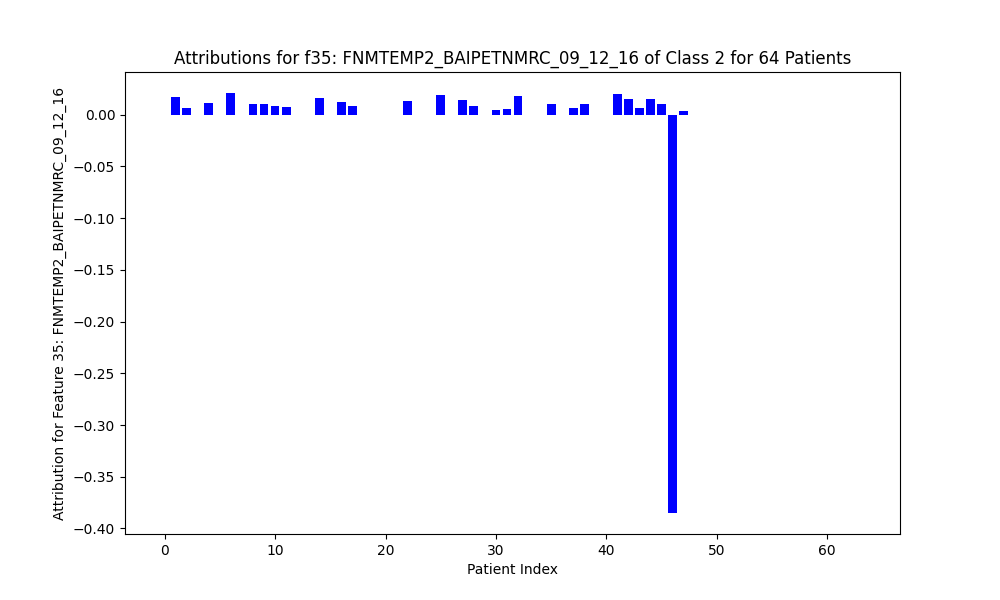 Attributions for f35: FNMTEMP2_BAIPETNMRC_09_12_16 of Class 2 for 64 Patients
Attribution for Feature 35: FNMTEMP2_BAIPETNMRC_09_12_16
0.00
−0.05
−0.10
−0.15
−0.20
−0.25
−0.30
−0.35
−0.40
0 10 20 30 40 50 60
Patient Index